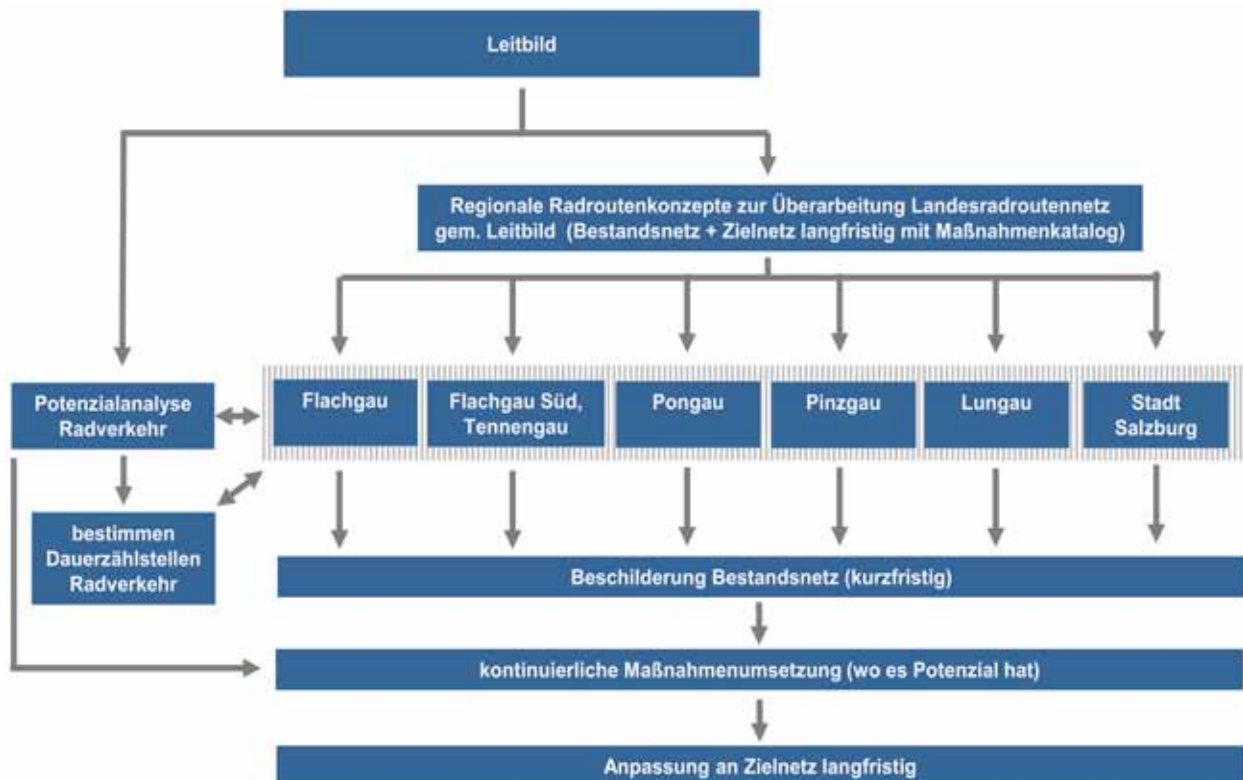 Leitbild
Regionale Radroutenkonzepte zur Überarbeitung Landesradroutennetz
gem. Leitbild (Bestandsnetz + Zielnetz langfristig mit Maßnahmenkatalog)
Potenzialanalyse
Radverkehr
Flachgau
Flachgau Süd,
Tennengau
Pongau
Pinzgau
Lungau
Stadt
Salzburg
bestimmen
Dauerzählstellen
Radverkehr
Beschilderung Bestandsnetz (kurzfristig)
kontinuierliche Maßnahmenumsetzung (wo es Potenzial hat)
Anpassung an Zielnetz langfristig